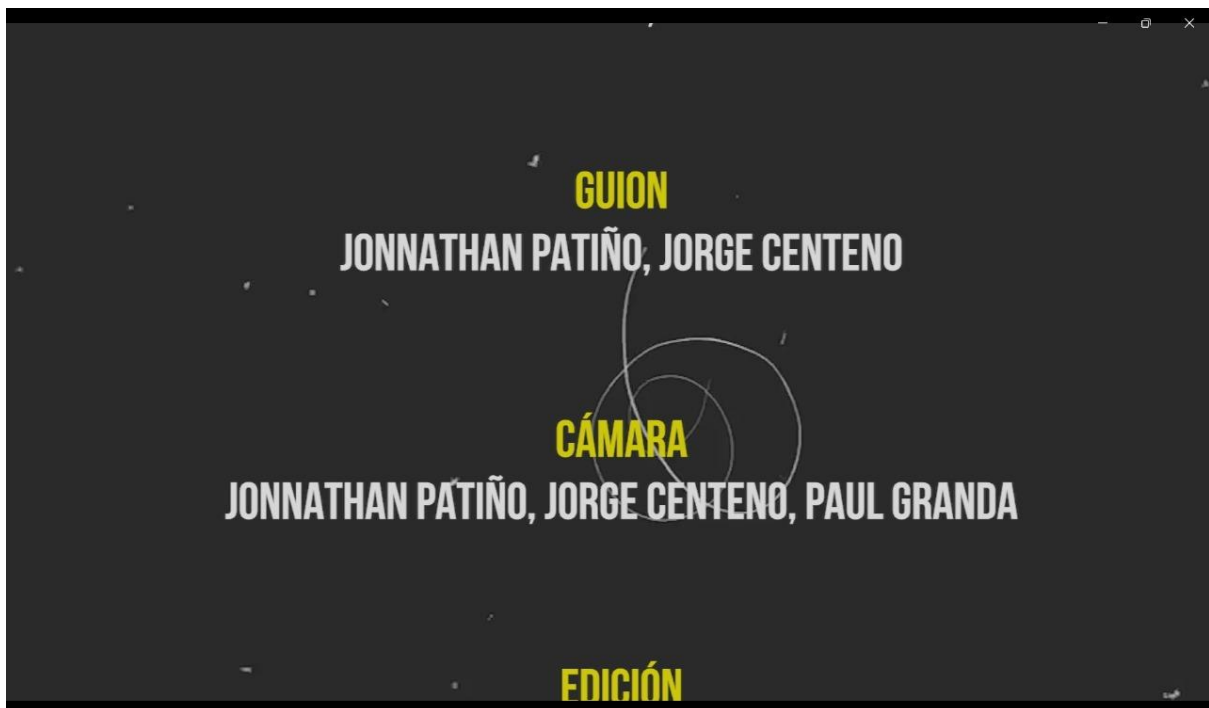 GUION
JONNATHAN PATIÑO, JORGE CENTENO
CÁMARA
JONNATHAN PATIÑO, JORGE CENTENO, PAUL GRANDA
EDICIÓN